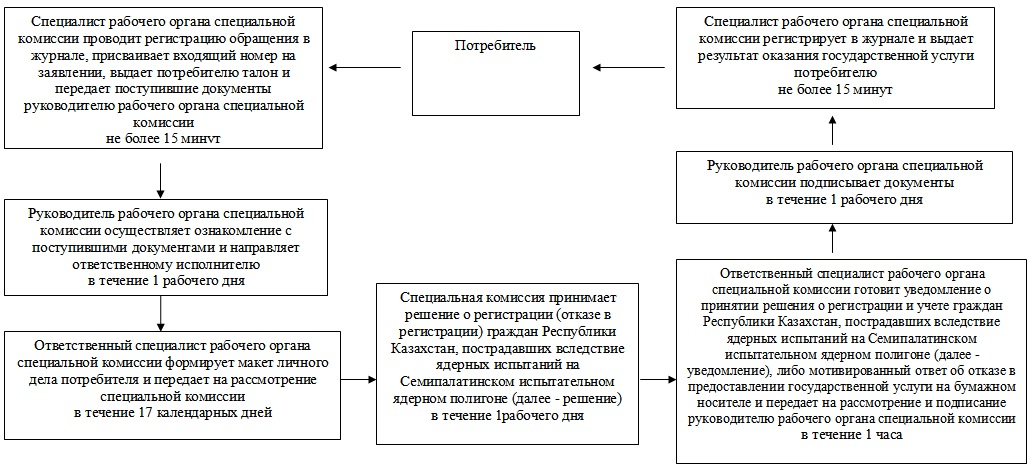 Специалист рабочего органа специальной
комиссии проводит регистрацию обращения в
журнале, присваивает входящий номер на
заявлении, выдает потребителю талон и
передает поступившие документы
руководителю рабочего органа специальной
комиссии
не более 15 минут
Потребитель
Специалист рабочего органа специальной
комиссии регистрирует в журнале и выдает
результат оказания государственной услуги
потребителю
не более 15 минут
Руководитель рабочего органа специальной
комиссии осуществляет ознакомление с
поступившими документами и направляет
ответственному исполнителю
в течение 1 рабочего дня
Руководитель рабочего органа специальной
комиссии подписывает документы
в течение 1 рабочего дня
Ответственный специалист рабочего органа
специальной комиссии формирует макет личного
дела потребителя и передает на рассмотрение
специальной комиссии
в течение 17 календарных дней
Специальная комиссия принимает
решение о регистрации (отказе в
регистрации) граждан Республики
Казахстан, пострадавших вследствие
ядерных испытаний на
Семипалатинском испытательном
ядерном полигоне (далее - решение)
в течение 1рабочего дня
Ответственный специалист рабочего органа
специальной комиссии готовит уведомление о
принятии решения о регистрации и учете граждан
Республики Казахстан, пострадавших вследствие
ядерных испытаний на Семипалатинском
испытательном ядерном полигоне (далее -
уведомление), либо мотивированный ответ об отказе в
предоставлении государственной услуги на бумажном
носителе и передает на рассмотрение и подписание
руководителю рабочего органа специальной комиссии
в течение 1 часа